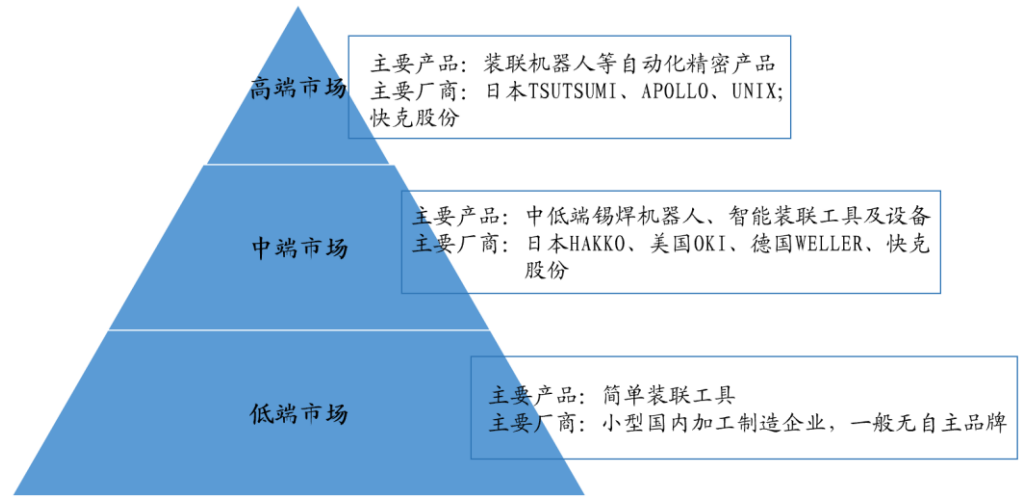 高端市场
主要产品：装联机器人等自动化精密产品
主要厂商：日本TSUTSUMI、APOLLO、UNIX;
快克股份
中端市场
主要产品：中低端锡焊机器人、智能装联工具及设备
主要厂商：日本HAKKO、美国OKI、德国WELLER、快克
股份
低端市场
主要产品：简单装联工具
主要厂商：小型国内加工制造企业，一般无自主品牌